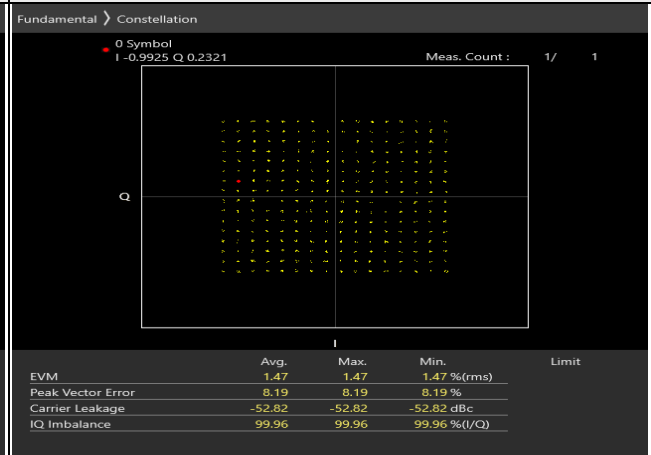 Fundamental ❯ Constellation
0 Symbol
I -0.9925 Q 0.2321 Meas. Count : 1/ 1
Q
I
Avg. Max. Min. Limit
EVM 1.47 1.47 1.47 %(rms)
Peak Vector Error 8.19 8.19 8.19 %
Carrier Leakage -52.82 -52.82 -52.82 dBc
IQ Imbalance 99.96 99.96 99.96 %(I/Q)